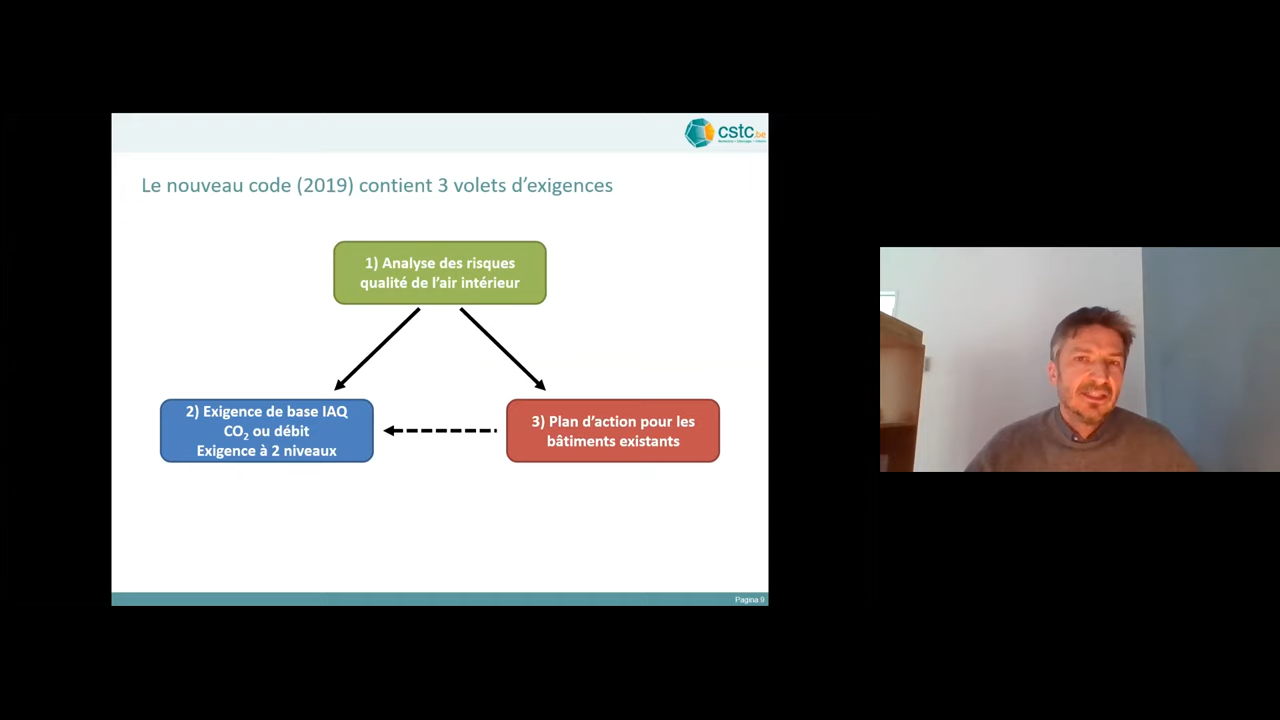 cstc.be
Le nouveau code (2019) contient 3 volets d’exigences
1) Analyse des risques
qualité de l’air intérieur
2) Exigence de base IAQ
CO₂ ou débit
Exigence à 2 niveaux
3) Plan d’action pour les
bâtiments existants
Pagina 9